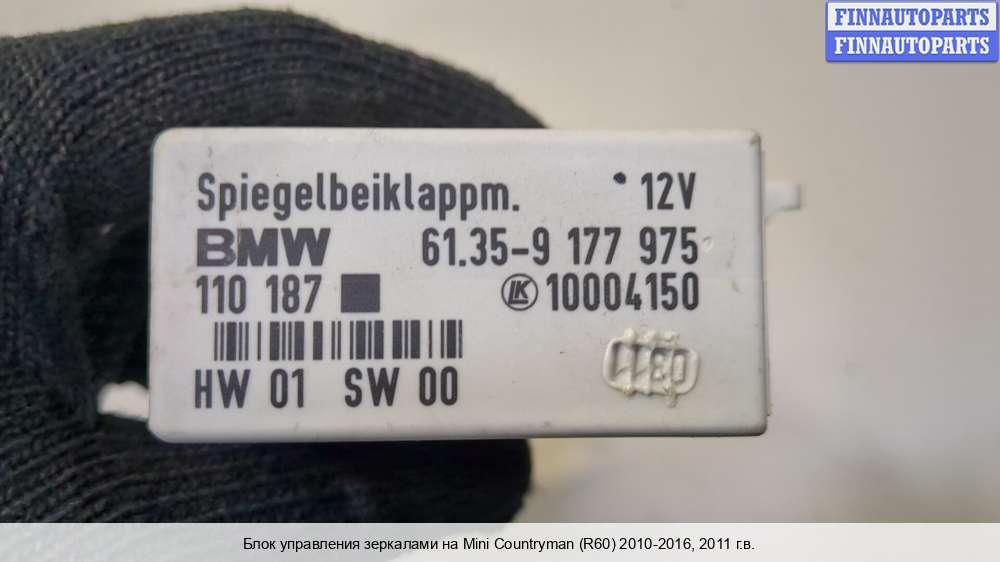 FINNAUTOPARTS
FINNAUTOPARTS
Spiegelbeiklappm. 12V
BMW 61.35-9 177 975
110 187 LK 10004150
HW 01 SW 00
Блок управления зеркалами на Mini Countryman (R60) 2010-2016, 2011 г.в.